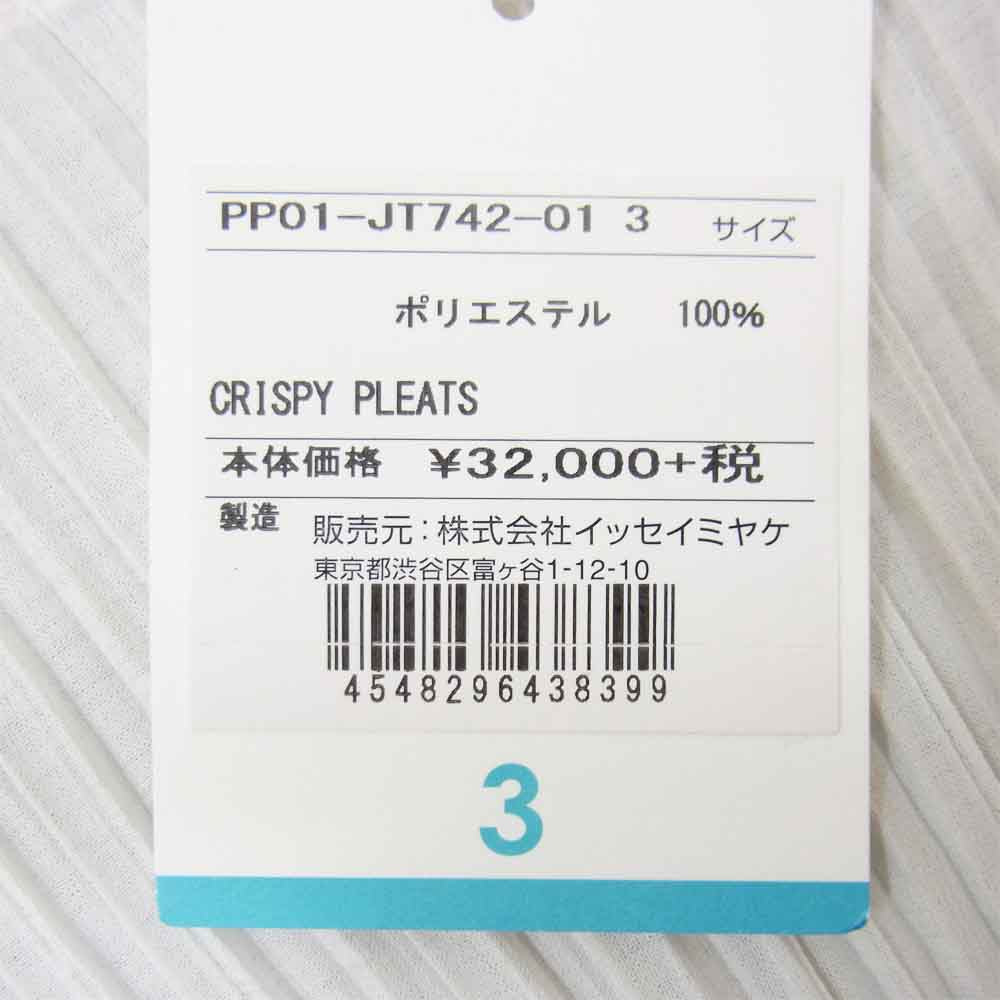 PP01-JT742-01 3 サイズ
ポリエステル 100%
CRISPY PLEATS
本体価格 ¥32,000+税
製造 販売元:株式会社イッセイミヤケ
東京都渋谷区富ヶ谷1-12-10
4548296438399
3